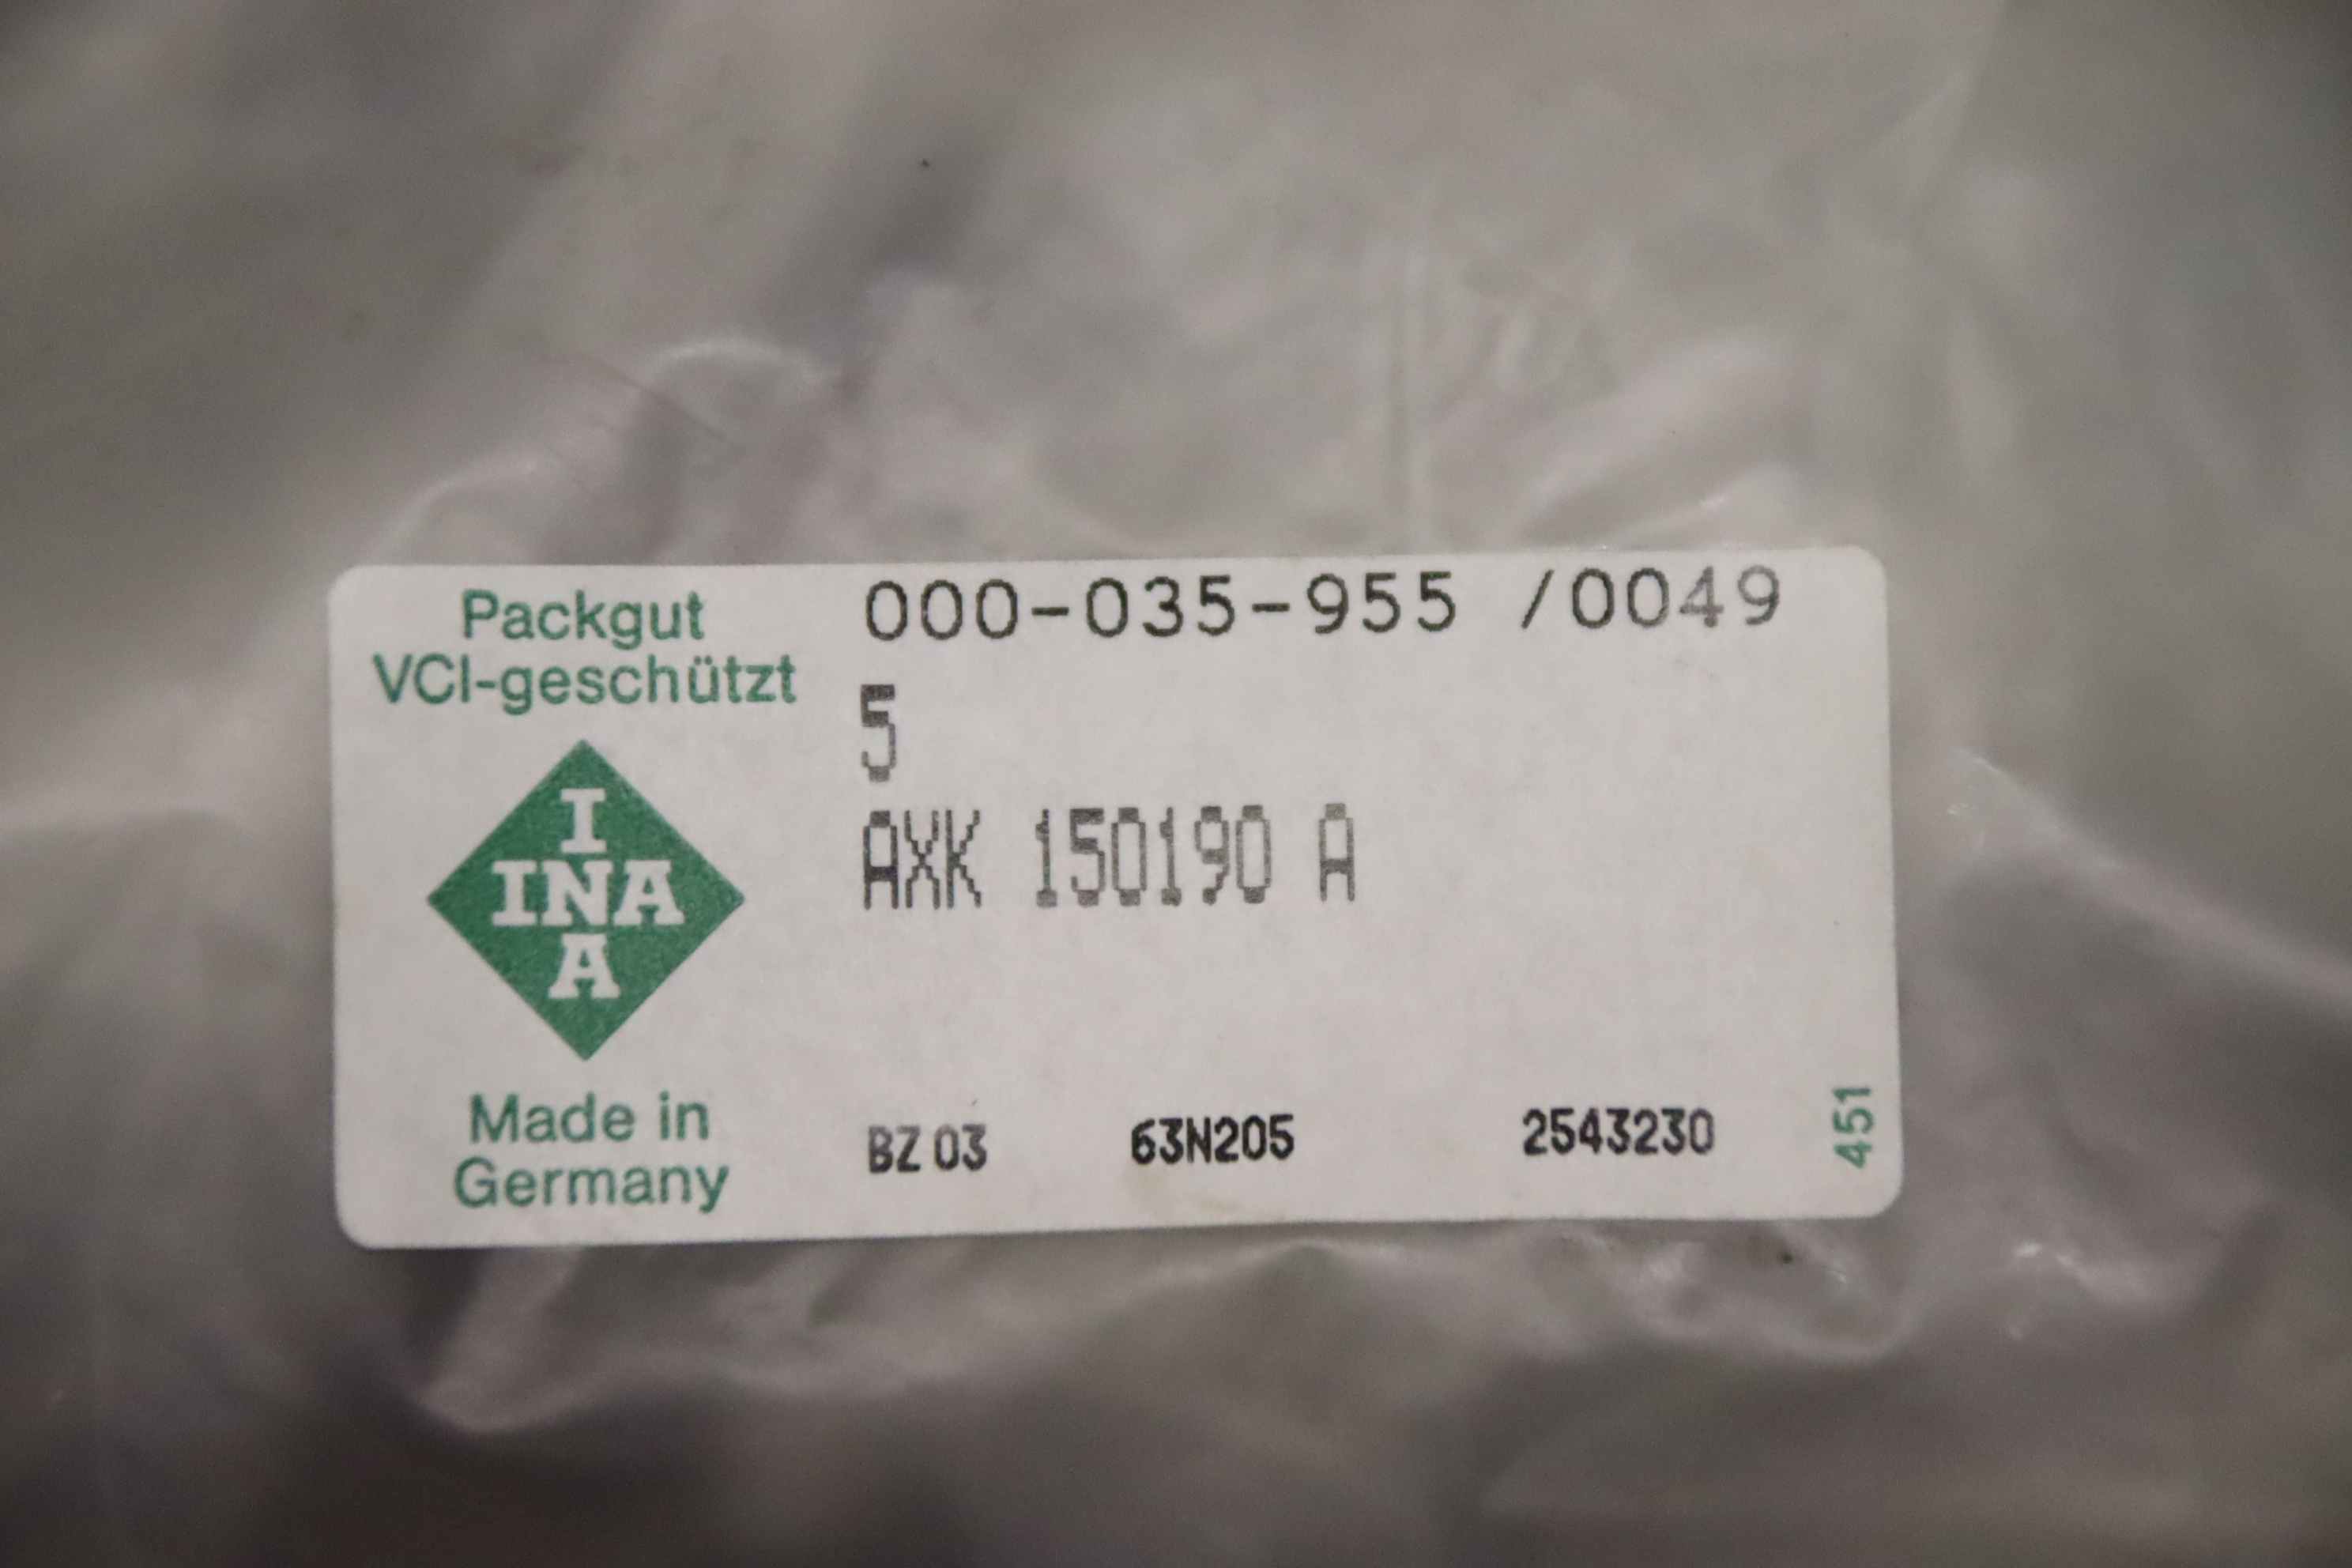 Packgut
VCI-geschützt
I
INA
A
Made in
Germany
000-035-955 /0049
5
AXK 150190 A
BZ 03 63N205 2543230
451